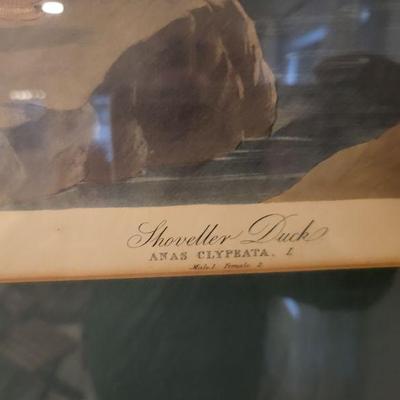 Shoveller Duck
ANAS CLYPEATA. L
Male.1 Female 2